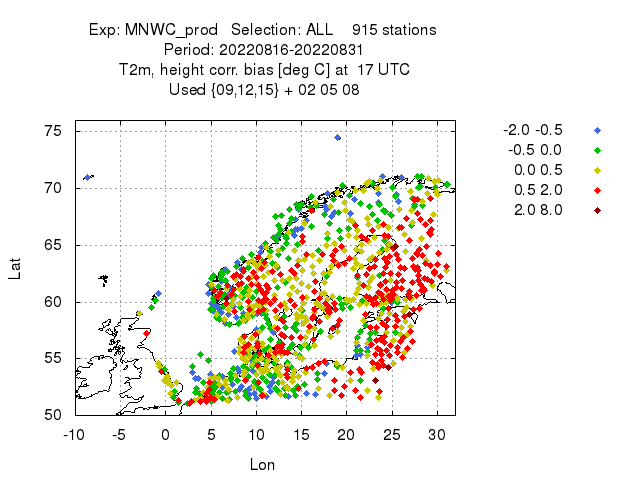 Exp: MNWC_prod   Selection: ALL    915 stations
Period: 20220816-20220831
T2m, height corr. bias [deg C] at  17 UTC
Used {09,12,15} + 02 05 08
-2.0 -0.5
-0.5 0.0
0.0 0.5
0.5 2.0
2.0 8.0
75
70
65
60
55
50
Lat
-10 -5 0 5 10 15 20 25 30
Lon